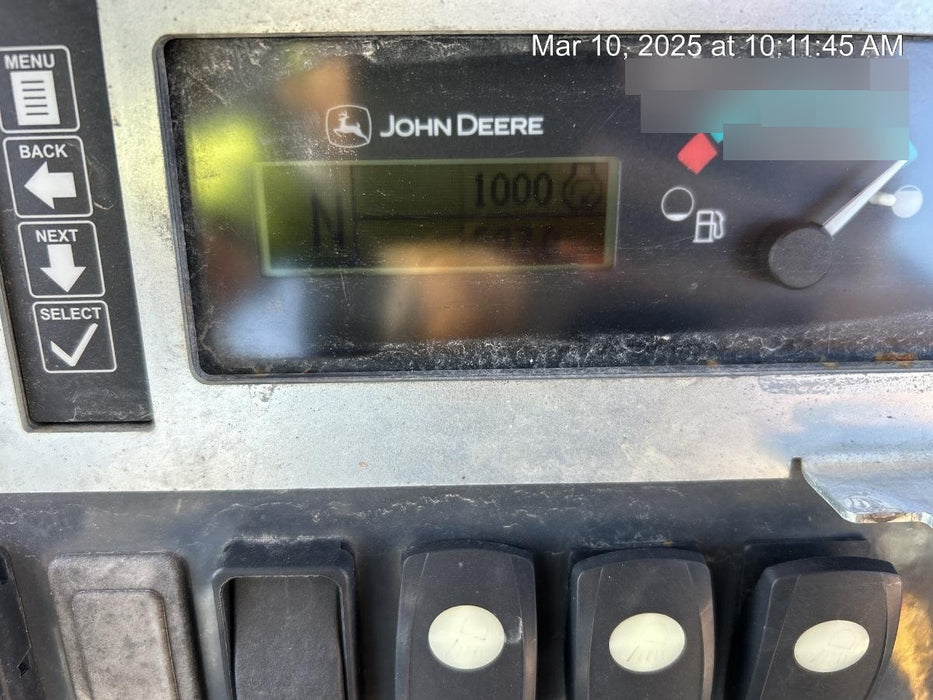 Mar 10, 2025 at 10:11:45 AM
MENU
BACK
NEXT
SELECT
JOHN DEERE
1000
N